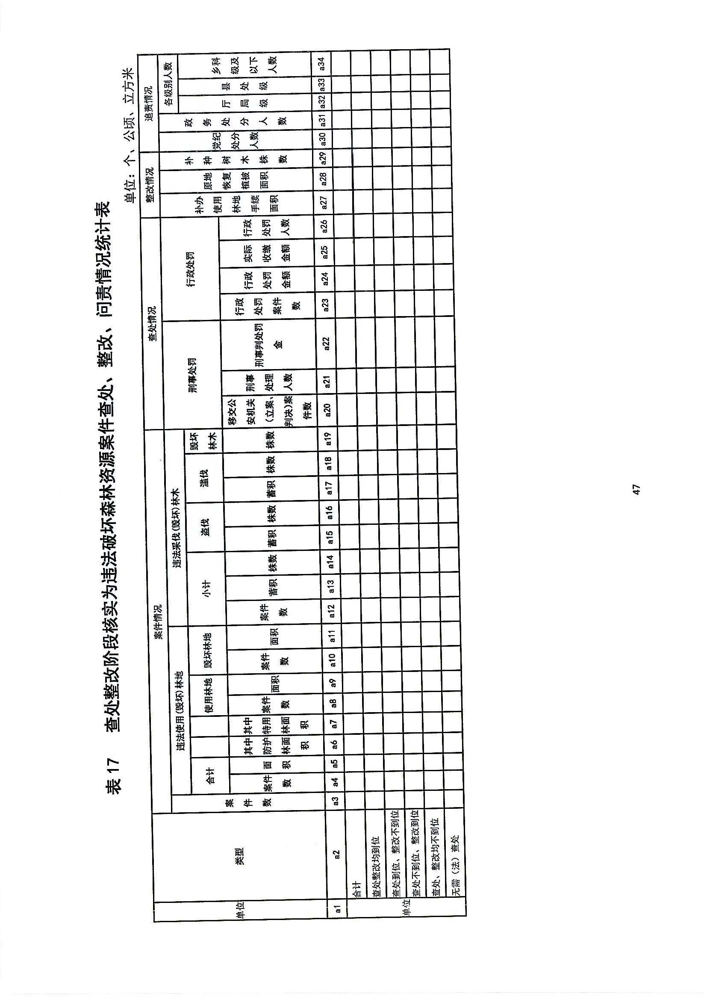 表 17 查处整改阶段核实为违法破坏森林资源案件查处、整改、问责情况统计表
单位：个、公顷、立方米
单位
类型
案件情况
查处情况
整改情况
追责情况
案件数
违法使用(毁坏)林地
违法采伐(毁坏)林木
刑事处罚
行政处罚
补办使用林地手续面积
原地恢复植被面积
补种树木株数
党纪处分人数
政务处分人数
各级别人数
合计
使用林地
毁坏林地
小计
盗伐
滥伐
毁坏林木
案件数
面积
其中防护林面积
其中特用林面积
案件数
面积
案件数
面积
案件数
蓄积
株数
蓄积
株数
蓄积
株数
株数
移交公安机关(立案、判决)案件数
刑事处理人数
刑事判处罚金
行政处罚案件数
行政处罚金额
实际收缴金额
行政处罚人数
厅局级
县处级
乡科级及以下人数
a1 a2 a3 a4 a5 a6 a7 a8 a9 a10 a11 a12 a13 a14 a15 a16 a17 a18 a19 a20 a21 a22 a23 a24 a25 a26 a27 a28 a29 a30 a31 a32 a33 a34
单位
合计
查处整改均到位
查处到位、整改不到位
查处不到位、整改到位
查处、整改均不到位
无需（法）查处
47